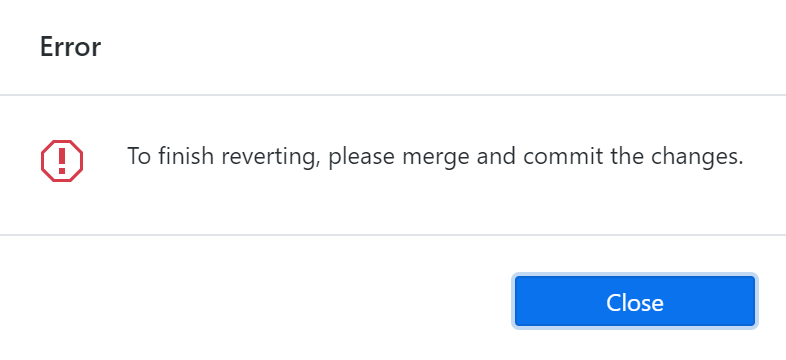 Error
To finish reverting, please merge and commit the changes.
Close